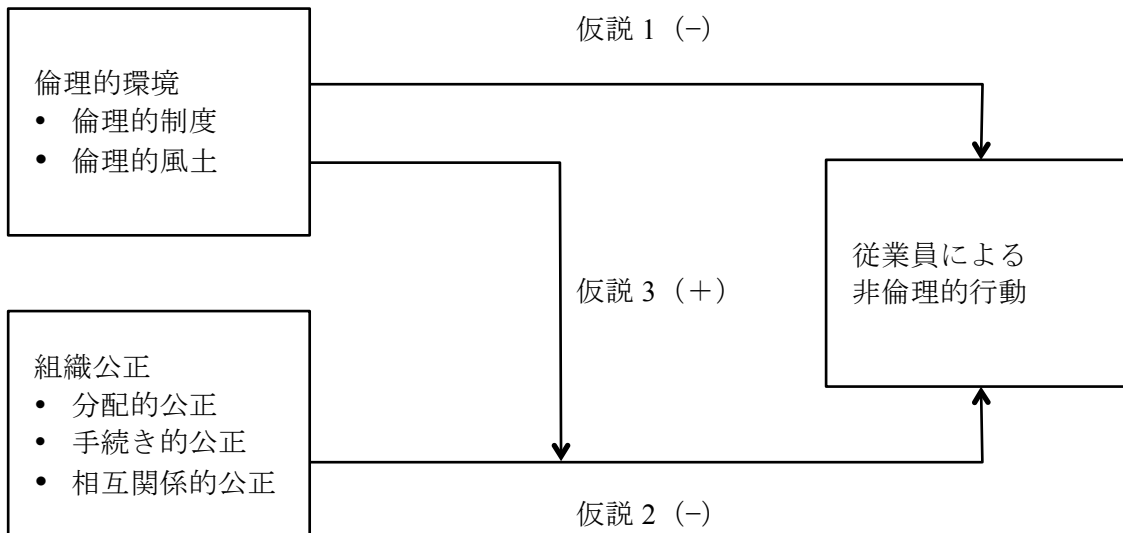 仮説 1（−）
倫理的環境
• 倫理的制度
• 倫理的風土
従業員による
非倫理的行動
仮説 3（＋）
組織公正
• 分配的公正
• 手続き的公正
• 相互関係的公正
仮説 2（−）